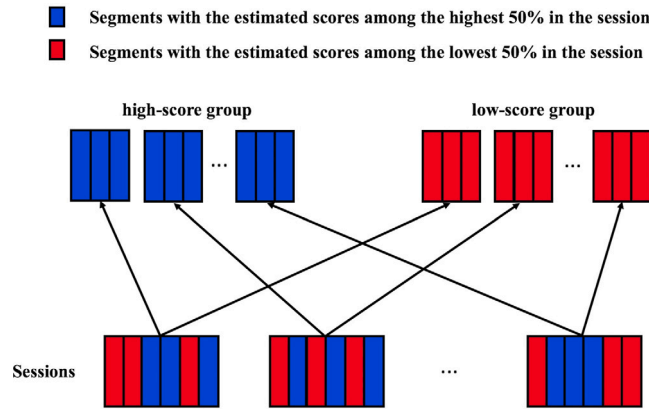 Segments with the estimated scores among the highest 50% in the session
Segments with the estimated scores among the lowest 50% in the session
high-score group
low-score group
...
...
Sessions
...